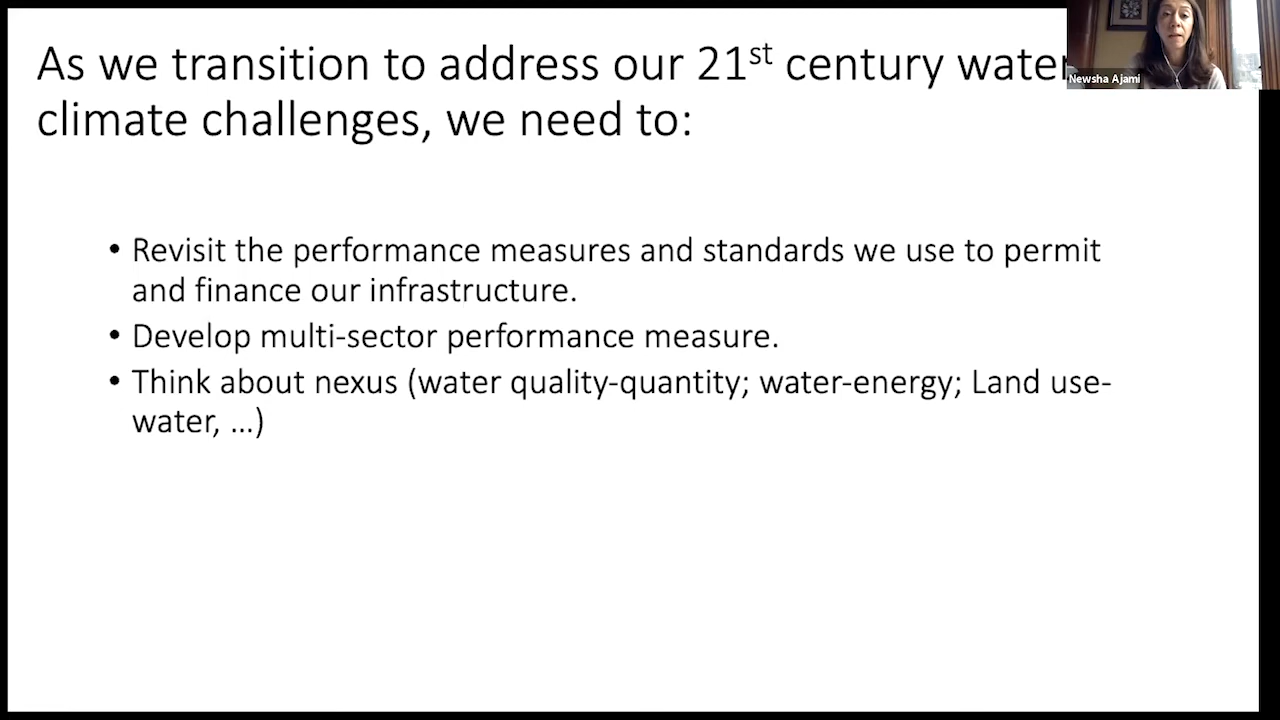 As we transition to address our 21st century water
climate challenges, we need to:
Newsha Ajami
• Revisit the performance measures and standards we use to permit
and finance our infrastructure.
• Develop multi-sector performance measure.
• Think about nexus (water quality-quantity; water-energy; Land use-
water, ...)